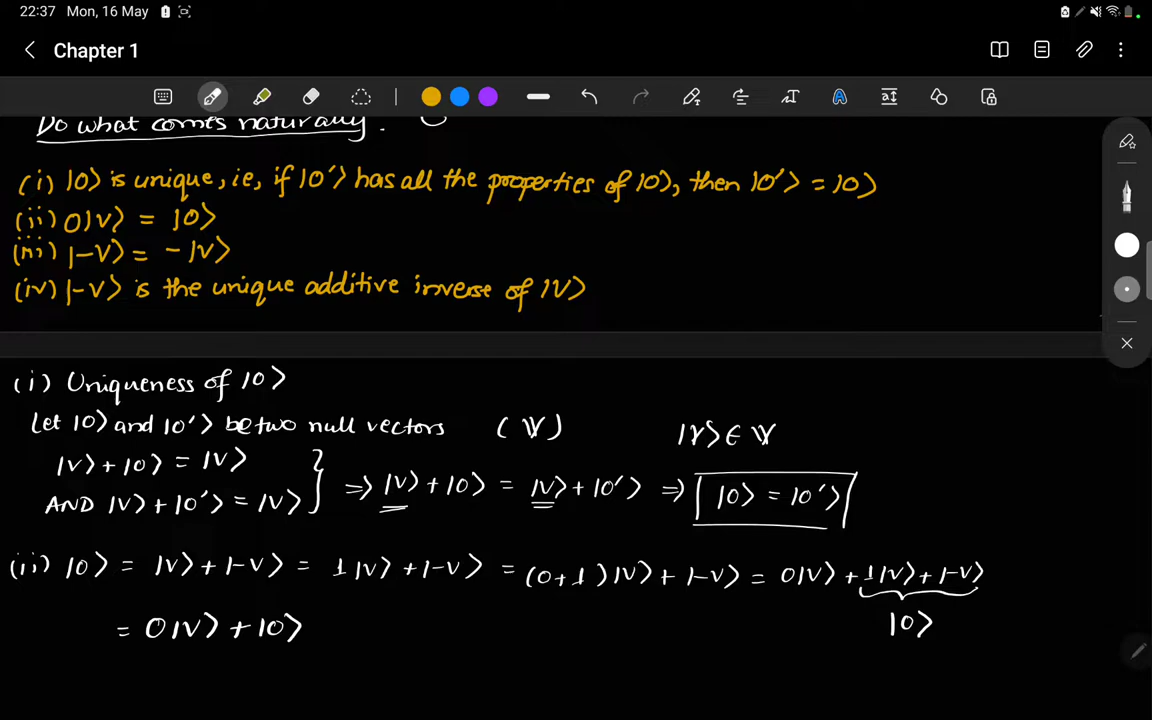 22:37 Mon, 16 May
Chapter 1
Do what comes naturally.
(i) |0> is unique, ie, if |0'> has all the properties of |0>, then |0'> = |0>
(ii) 0|V> = |0>
(iii) |-V> = -|V>
(iv) |-V> is the unique additive inverse of |V>
(i) Uniqueness of |0>
Let |0> and |0'> be two null vectors (𝕍) |V> ∈ 𝕍
|V> + |0> = |V>
AND |V> + |0'> = |V> } => |V> + |0> = |V> + |0'> => |0> = |0'>
(ii) |0> = |V> + |-V> = 1|V> + |-V> = (0+1)|V> + |-V> = 0|V> + 1|V> + |-V>
|0>
= 0|V> + |0>